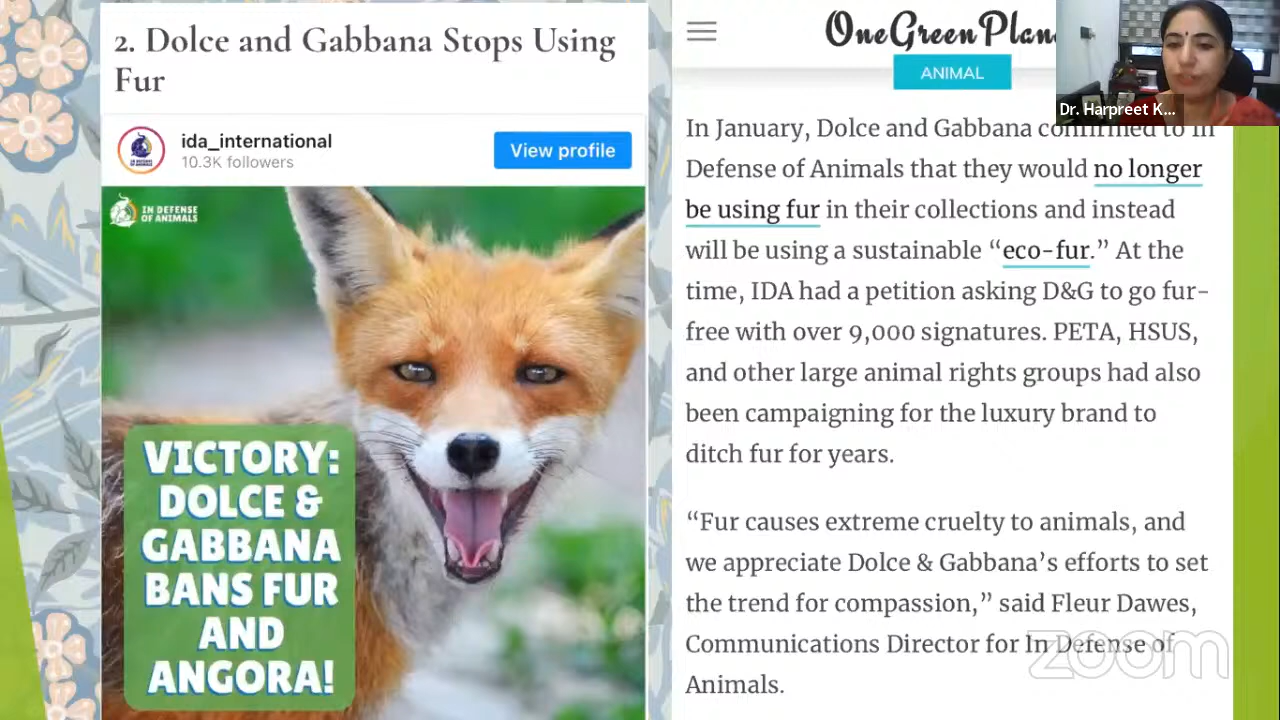 2. Dolce and Gabbana Stops Using
Fur
ida_international
10.3K followers
View profile
IN DEFENSE
OF ANIMALS
VICTORY:
DOLCE &
GABBANA
BANS FUR
AND
ANGORA!
OneGreenPlan
ANIMAL
Dr. Harpreet K...
In January, Dolce and Gabbana confirmed to In
Defense of Animals that they would no longer
be using fur in their collections and instead
will be using a sustainable “eco-fur.” At the
time, IDA had a petition asking D&G to go fur-
free with over 9,000 signatures. PETA, HSUS,
and other large animal rights groups had also
been campaigning for the luxury brand to
ditch fur for years.
“Fur causes extreme cruelty to animals, and
we appreciate Dolce & Gabbana’s efforts to set
the trend for compassion,” said Fleur Dawes,
Communications Director for In Defense of
Animals.
zoom